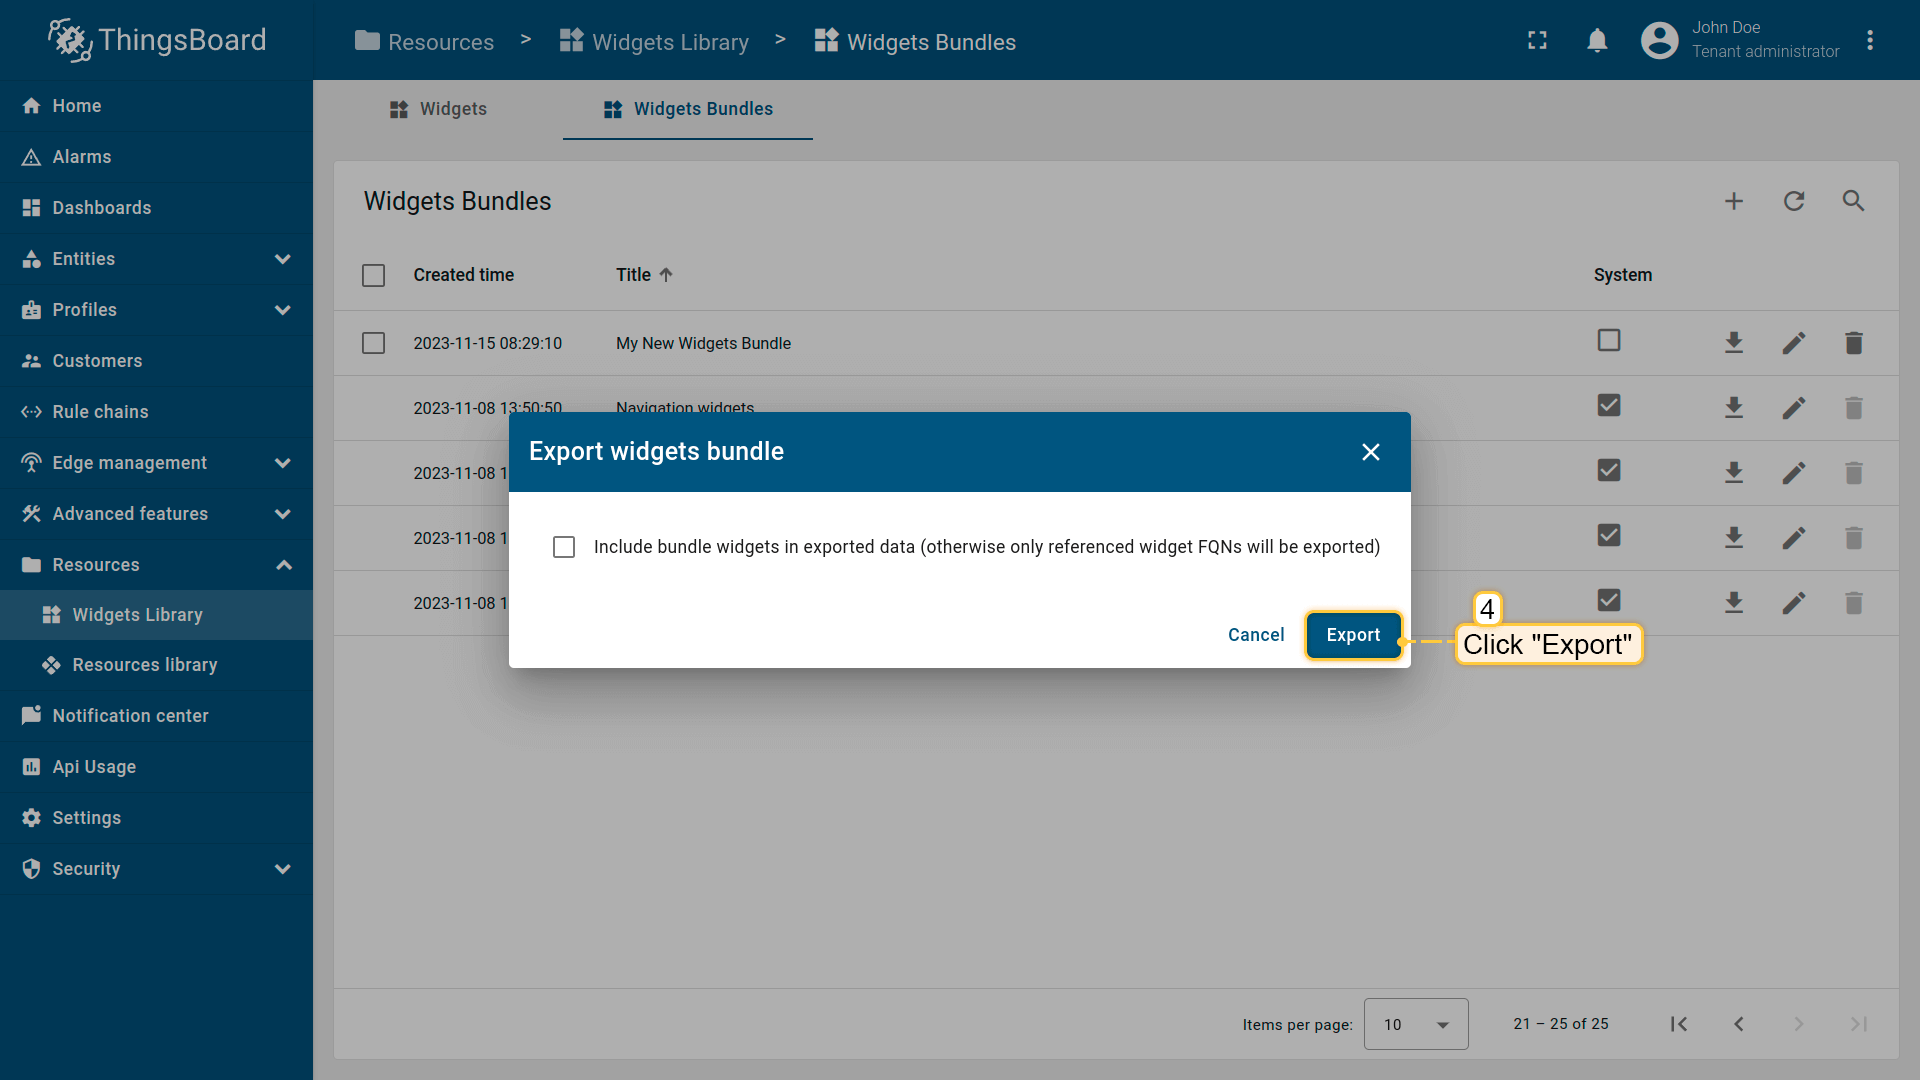 ThingsBoard
Resources > Widgets Library > Widgets Bundles
John Doe
Tenant administrator
Home
Alarms
Dashboards
Entities
Profiles
Customers
Rule chains
Edge management
Advanced features
Resources
Widgets Library
Resources library
Notification center
Api Usage
Settings
Security
Widgets
Widgets Bundles
Widgets Bundles
Created time
Title
System
2023-11-15 08:29:10
My New Widgets Bundle
2023-11-08 13:50:50
Navigation widgets
2023-11-08 1
2023-11-08 1
2023-11-08 1
Export widgets bundle
Include bundle widgets in exported data (otherwise only referenced widget FQNs will be exported)
Cancel
Export
4
Click "Export"
Items per page:
10
21 – 25 of 25